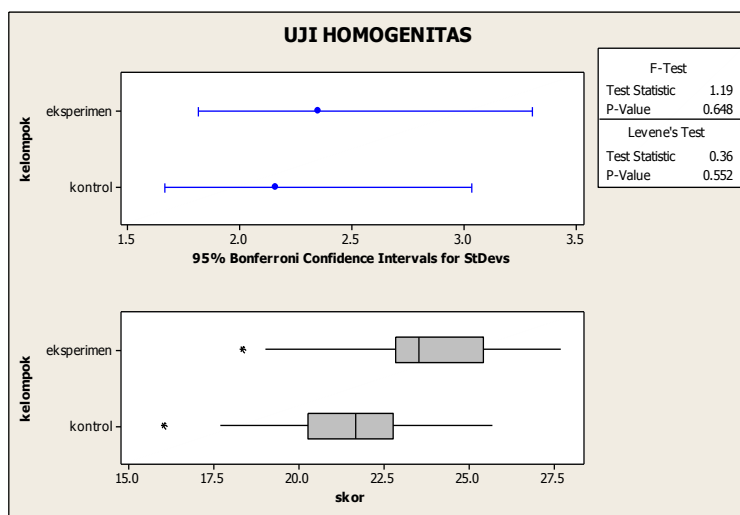 UJI HOMOGENITAS
kelompok
eksperimen
kontrol
1.5 2.0 2.5 3.0 3.5
95% Bonferroni Confidence Intervals for StDevs
F-Test
Test Statistic 1.19
P-Value 0.648
Levene's Test
Test Statistic 0.36
P-Value 0.552
kelompok
eksperimen
kontrol
15.0 17.5 20.0 22.5 25.0 27.5
skor